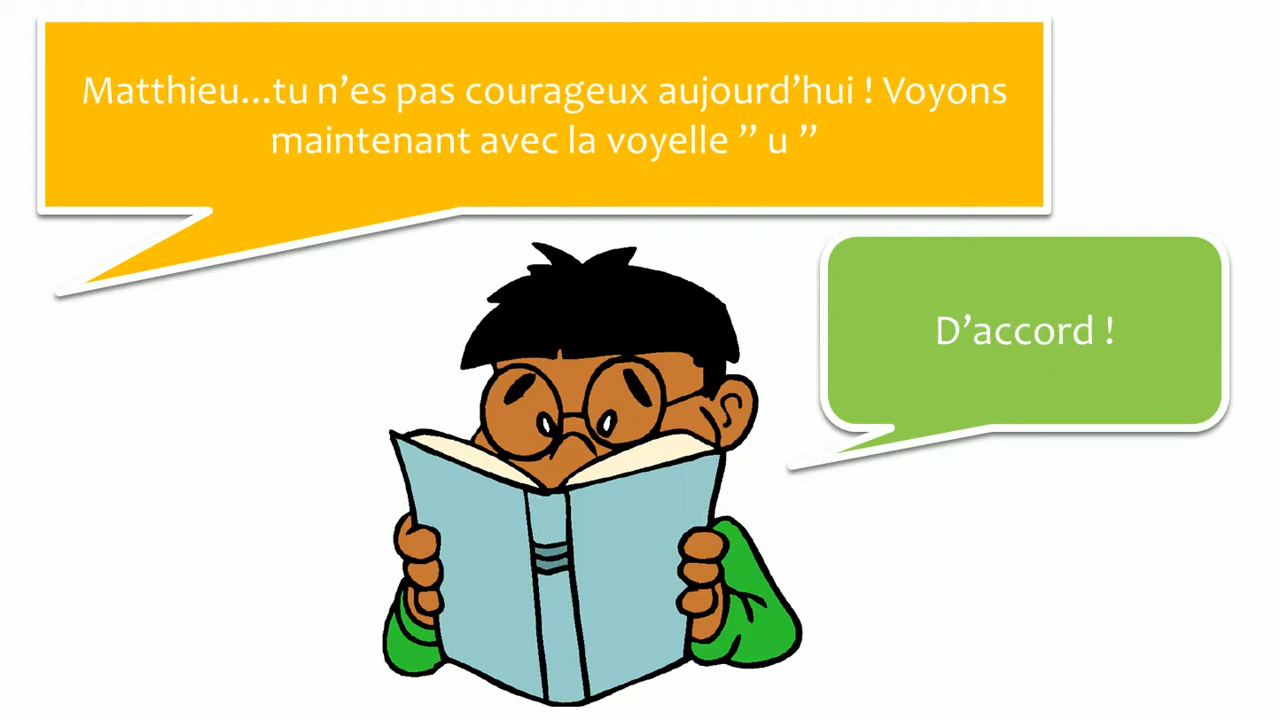 Matthieu...tu n’es pas courageux aujourd’hui ! Voyons
maintenant avec la voyelle ” u ”
D’accord !